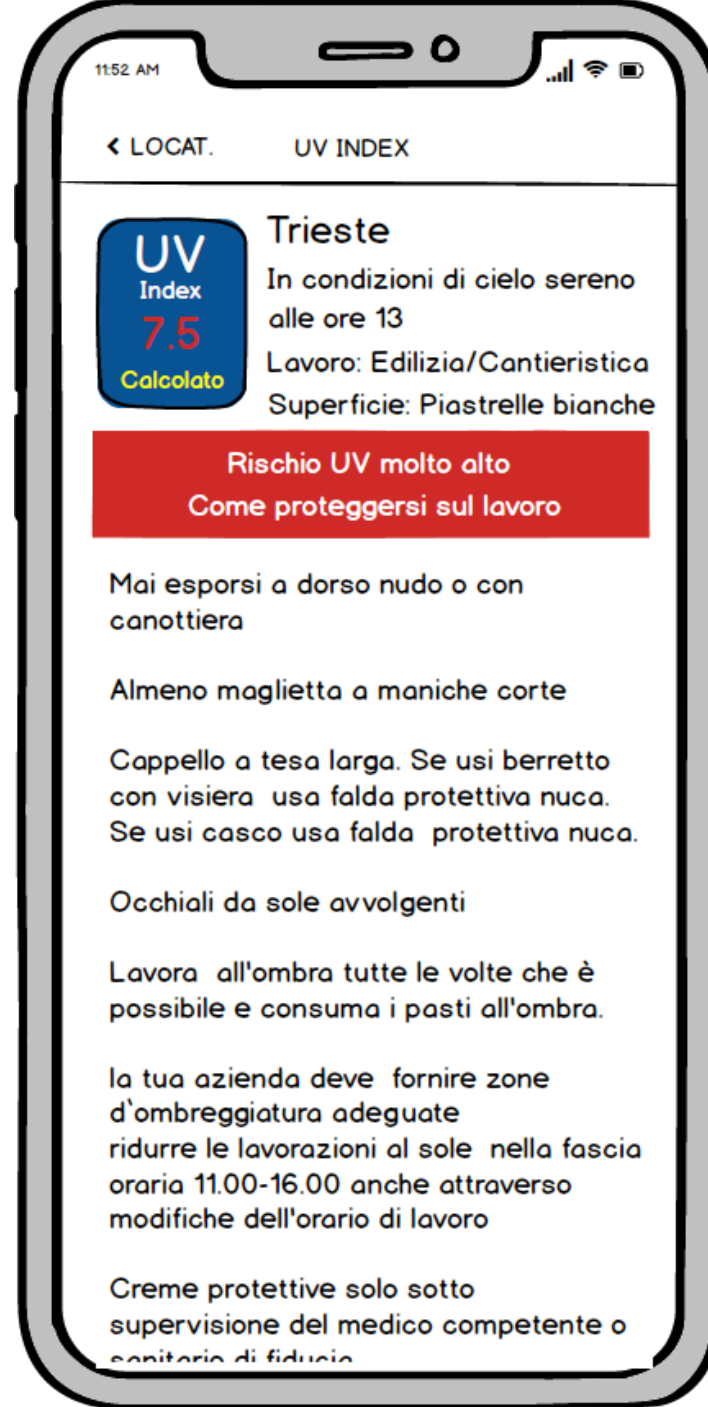 11:52 AM
< LOCAT.
UV INDEX
UV
Index
7.5
Calcolato
Trieste
In condizioni di cielo sereno
alle ore 13
Lavoro: Edilizia/Cantieristica
Superficie: Piastrelle bianche
Rischio UV molto alto
Come proteggersi sul lavoro
Mai esporsi a dorso nudo o con
canottiera
Almeno maglietta a maniche corte
Cappello a tesa larga. Se usi berretto
con visiera  usa falda protettiva nuca.
Se usi casco usa falda  protettiva nuca.
Occhiali da sole avvolgenti
Lavora  all'ombra tutte le volte che è
possibile e consuma i pasti all'ombra.
la tua azienda deve  fornire zone
d`ombreggiatura adeguate
ridurre le lavorazioni al sole  nella fascia
oraria 11.00-16.00 anche attraverso
modifiche dell'orario di lavoro
Creme protettive solo sotto
supervisione del medico competente o
sanitario di fiducia